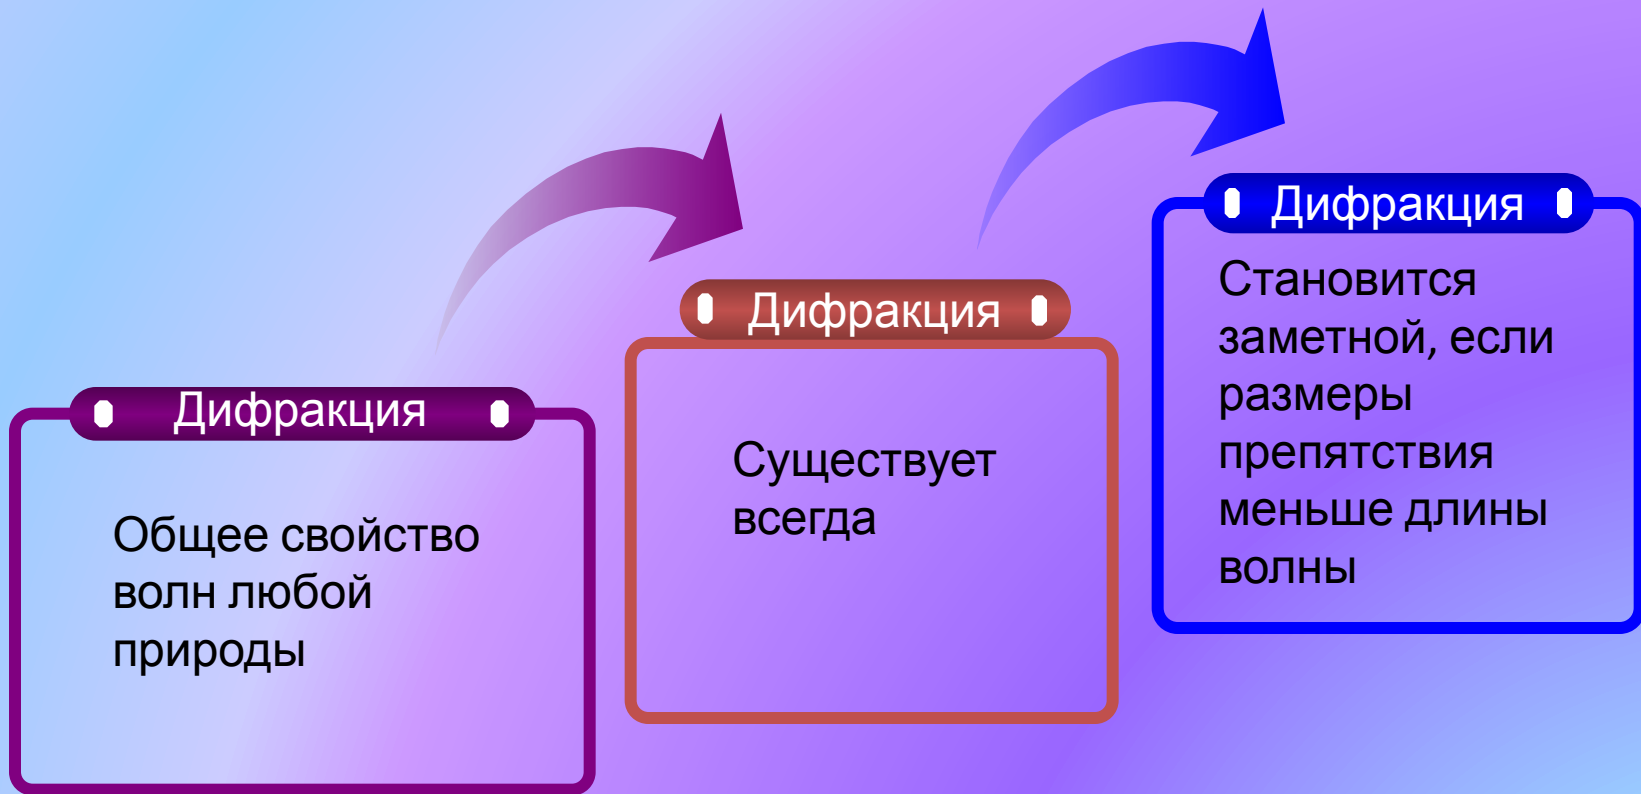 Дифракция
Общее свойство
волн любой
природы
Дифракция
Существует
всегда
Дифракция
Становится
заметной, если
размеры
препятствия
меньше длины
волны